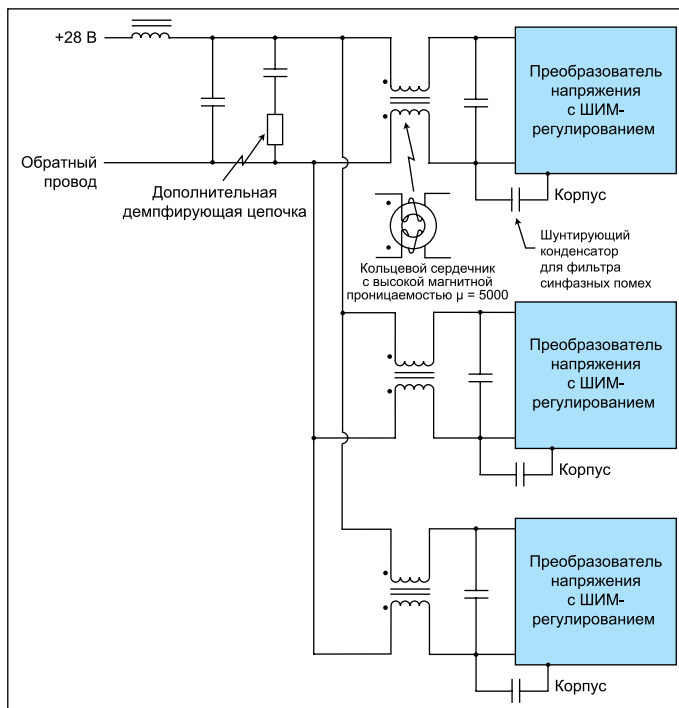 +28 В
Преобразователь
напряжения
с ШИМ-
регулированием
Обратный
провод
Дополнительная
демпфирующая цепочка
Корпус
Шунтирующий
конденсатор
для фильтра
синфазных помех
Кольцевой сердечник
с высокой магнитной
проницаемостью μ = 5000
Преобразователь
напряжения
с ШИМ-
регулированием
Корпус
Преобразователь
напряжения
с ШИМ-
регулированием
Корпус